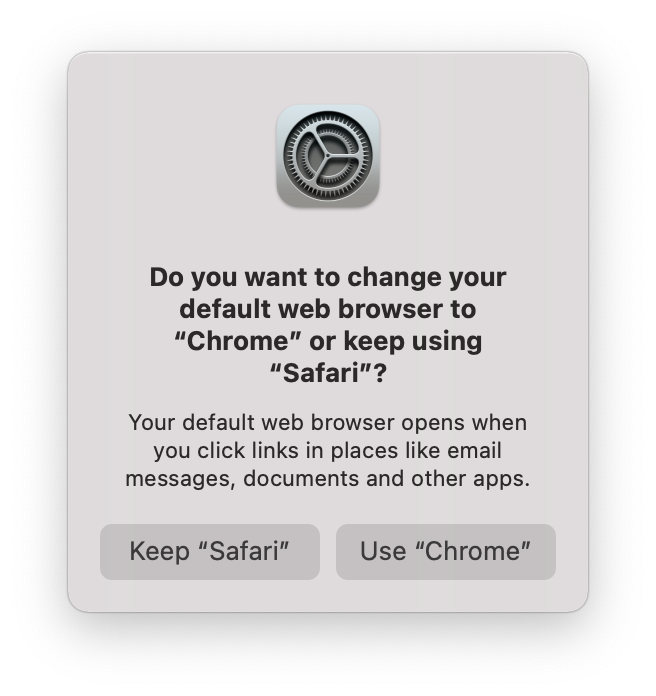 Do you want to change your
default web browser to
“Chrome” or keep using
“Safari”?
Your default web browser opens when
you click links in places like email
messages, documents and other apps.
Keep “Safari”
Use “Chrome”